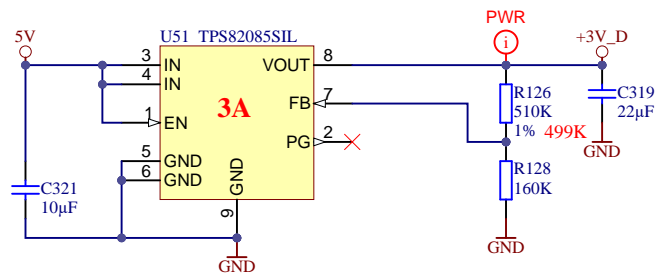 U51 TPS82085SIL
PWR
i
5V
+3V_D
3 IN
4 IN
1 EN
5 GND
6 GND
GND
9
3A
VOUT 8
FB 7
PG 2
R126
510K
1% 499K
R128
160K
C319
22µF
GND
C321
10µF
GND
GND